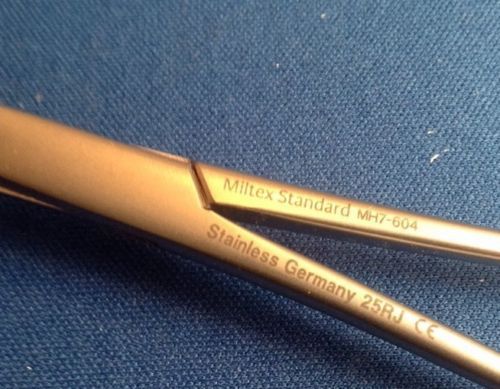 Miltex Standard MH7-604
Stainless Germany 25RJ CE